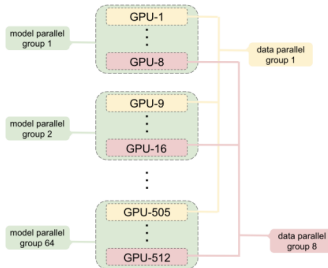 GPU-1
model parallel
group 1
GPU-8
data parallel
group 1
GPU-9
model parallel
group 2
GPU-16
GPU-505
model parallel
group 64
GPU-512
data parallel
group 8